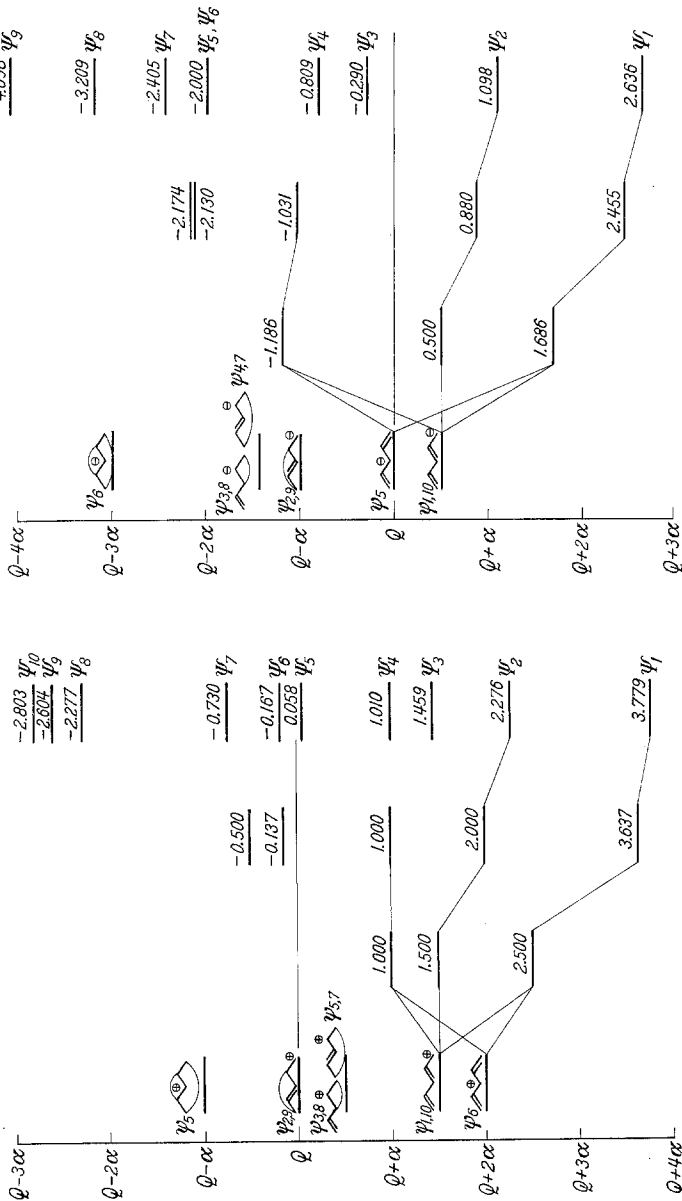 Ψ9
-3.209 Ψ8
-2.405 Ψ7
-2.000 Ψ5, Ψ6
-0.809 Ψ4
-0.290 Ψ3
1.098 Ψ2
2.636 Ψ1
-2.174
-2.130
-1.031
0.880
2.455
-1.186
0.500
1.686
ψ6 ⊖
ψ3,8 ⊖ ⊖ ψ4,7
ψ2,9 ⊖
ψ5 ⊖
ψ1,10 ⊖
Q-4α
Q-3α
Q-2α
Q-α
Q
Q+α
Q+2α
Q+3α
-2.803 Ψ10
-2.604 Ψ9
-2.277 Ψ8
-0.730 Ψ7
-0.167 Ψ6
0.058 Ψ5
1.010 Ψ4
1.459 Ψ3
2.276 Ψ2
3.779 Ψ1
-0.500
-0.137
1.000
2.000
3.637
1.000
1.500
2.500
ψ5 ⊕
ψ2,9 ⊕
ψ3,8 ⊕ ⊕ ψ5,7
ψ1,10 ⊕
ψ6 ⊕
Q-3α
Q-2α
Q-α
Q
Q+α
Q+2α
Q+3α
Q+4α